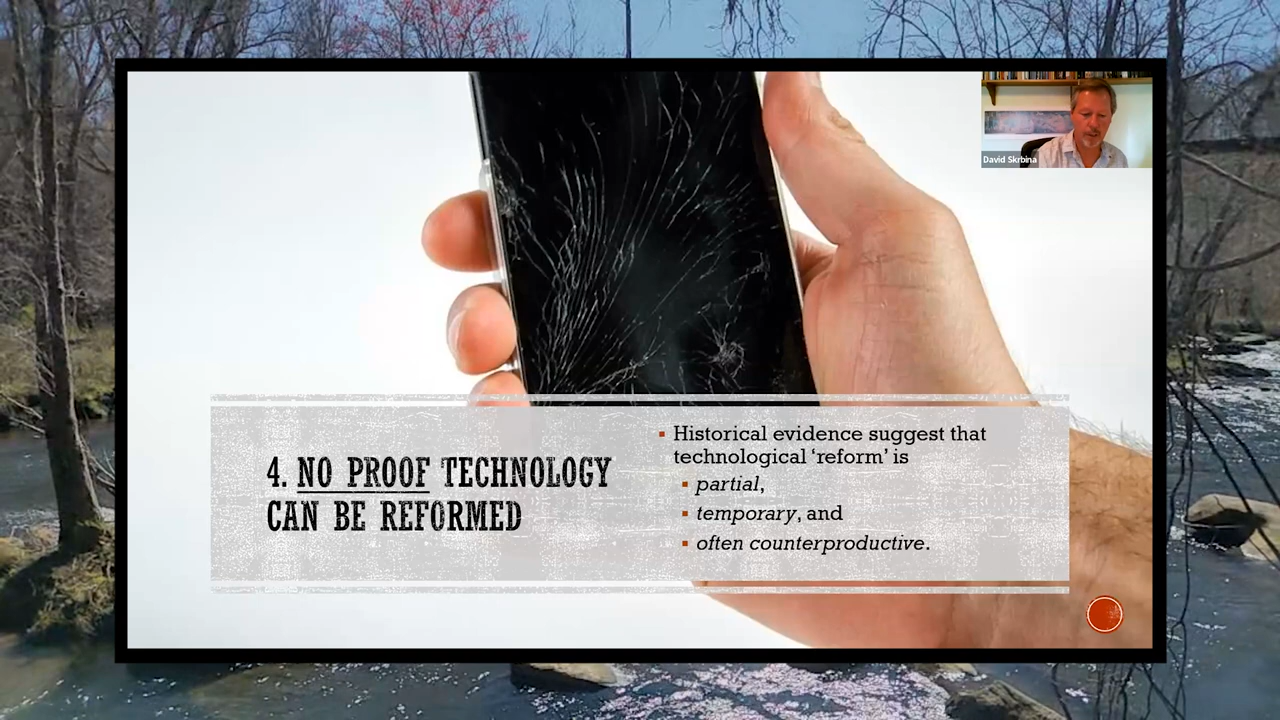 David Skrbina
4. NO PROOF TECHNOLOGY
CAN BE REFORMED
Historical evidence suggest that
technological ‘reform’ is
partial,
temporary, and
often counterproductive.